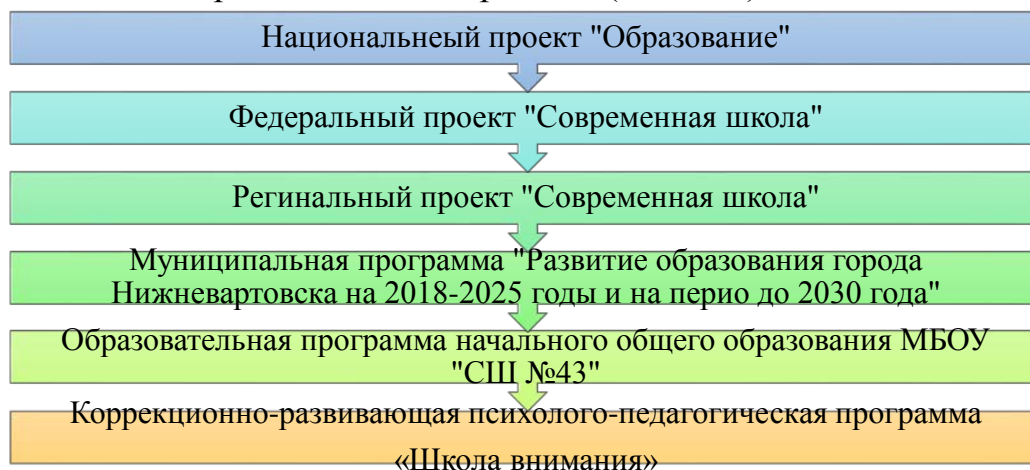 Национальнеый проект "Образование"
Федеральный проект "Современная школа"
Регинальный проект "Современная школа"
Муниципальная программа "Развитие образования города
Нижневартовска на 2018-2025 годы и на перио до 2030 года"
Образовательная программа начального общего образования МБОУ
"СШ №43"
Коррекционно-развивающая психолого-педагогическая программа
«Школа внимания»